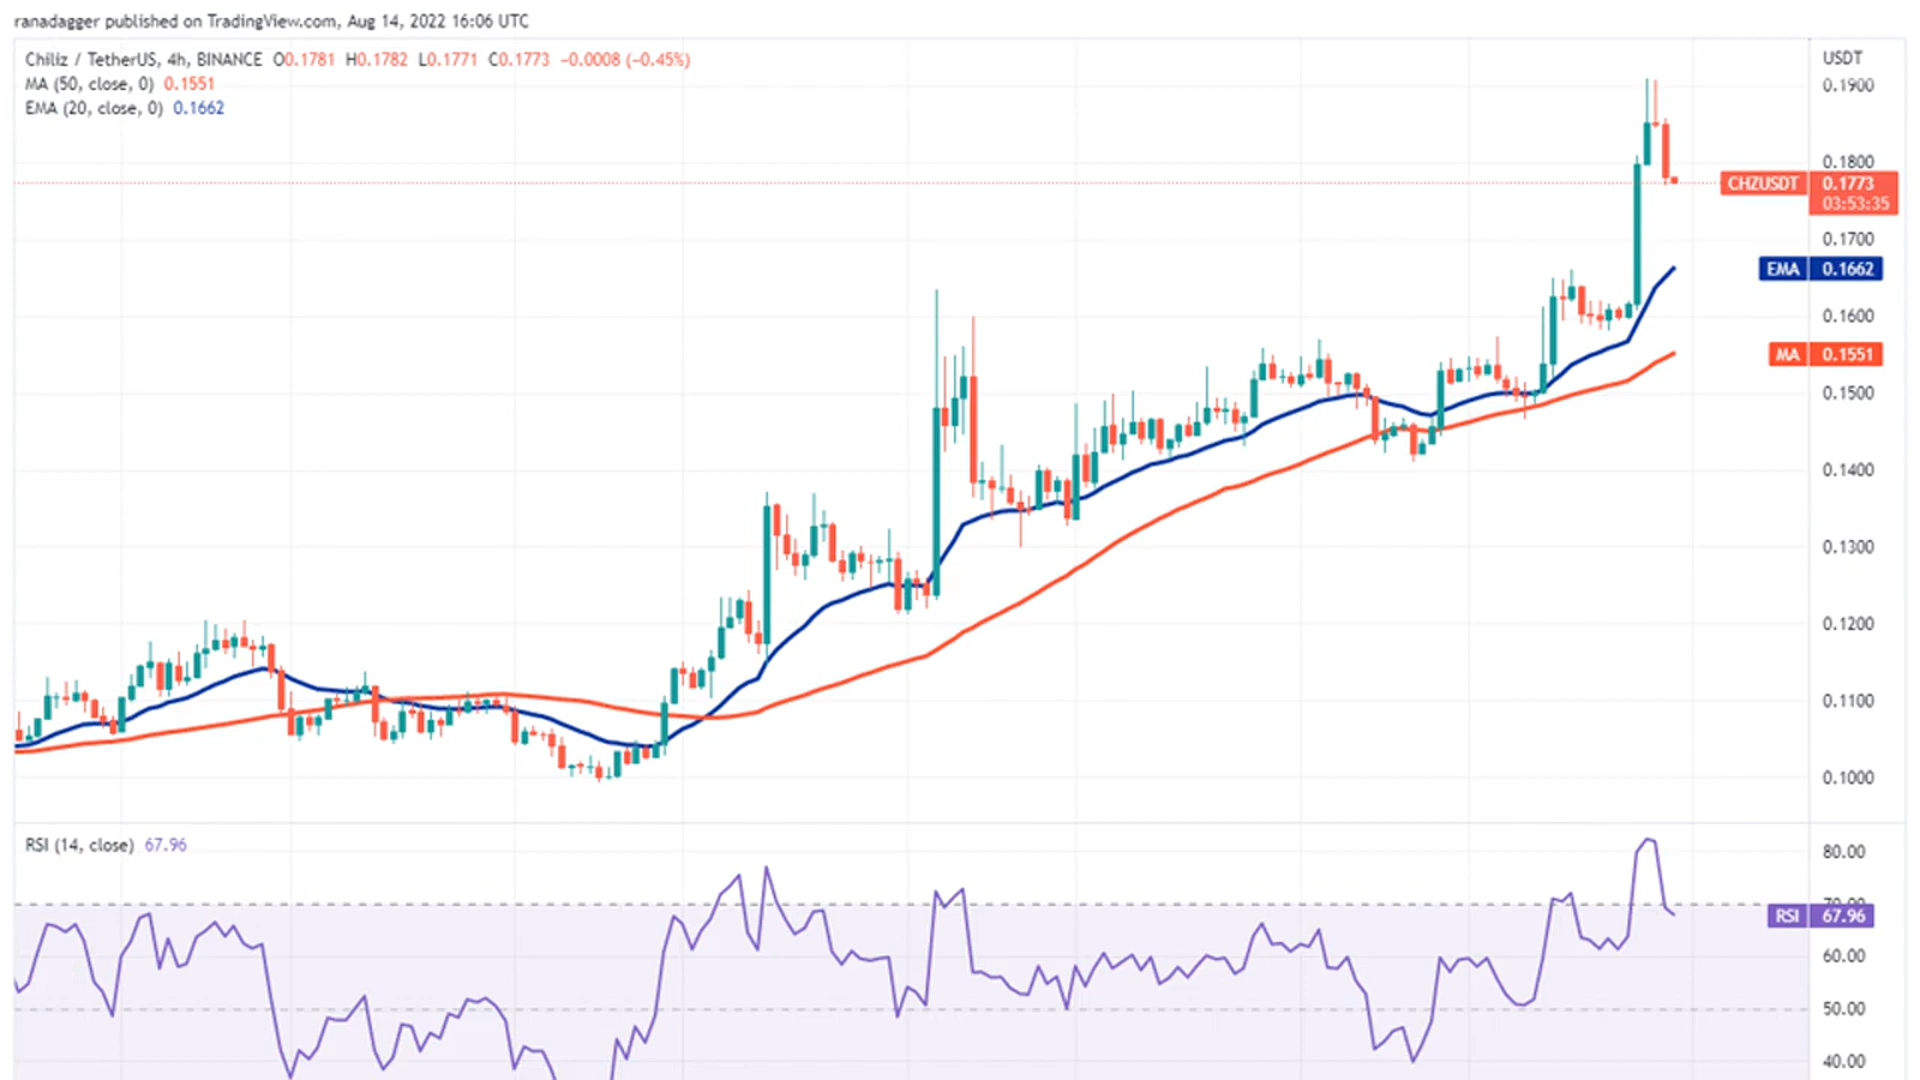 ranadagger published on TradingView.com, Aug 14, 2022 16:06 UTC
Chiliz / TetherUS, 4h, BINANCE O0.1781 H0.1782 L0.1771 C0.1773 −0.0008 (−0.45%)
MA (50, close, 0) 0.1551
EMA (20, close, 0) 0.1662
USDT
0.1900
0.1800
CHZUSDT 0.1773
03:53:35
0.1700
EMA 0.1662
0.1600
MA 0.1551
0.1500
0.1400
0.1300
0.1200
0.1100
0.1000
RSI (14, close) 67.96
80.00
70.00
RSI 67.96
60.00
50.00
40.00